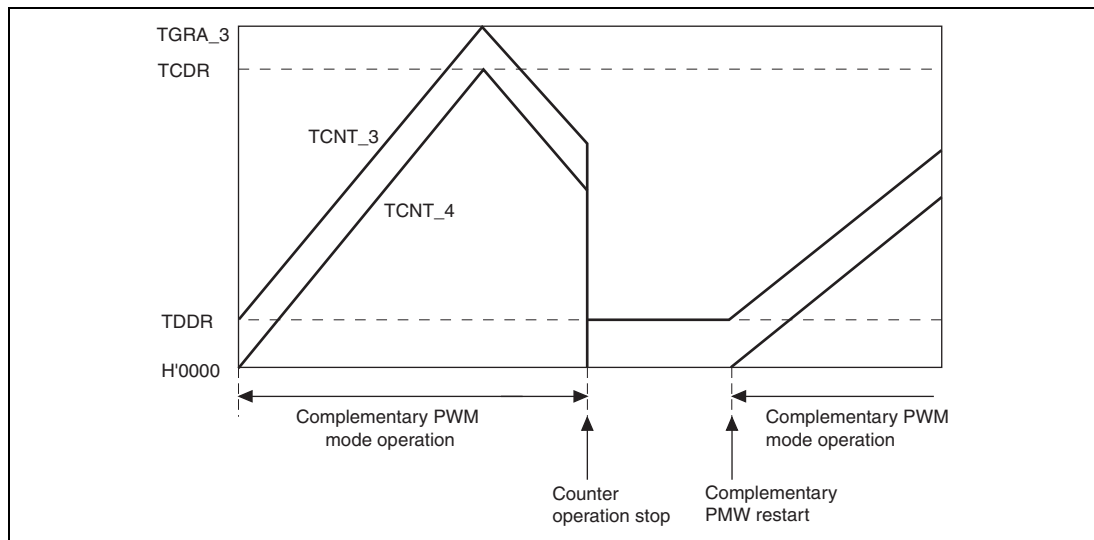 TGRA_3
TCDR
TCNT_3
TCNT_4
TDDR
H'0000
Complementary PWM
mode operation
Complementary PWM
mode operation
Counter
operation stop
Complementary
PMW restart